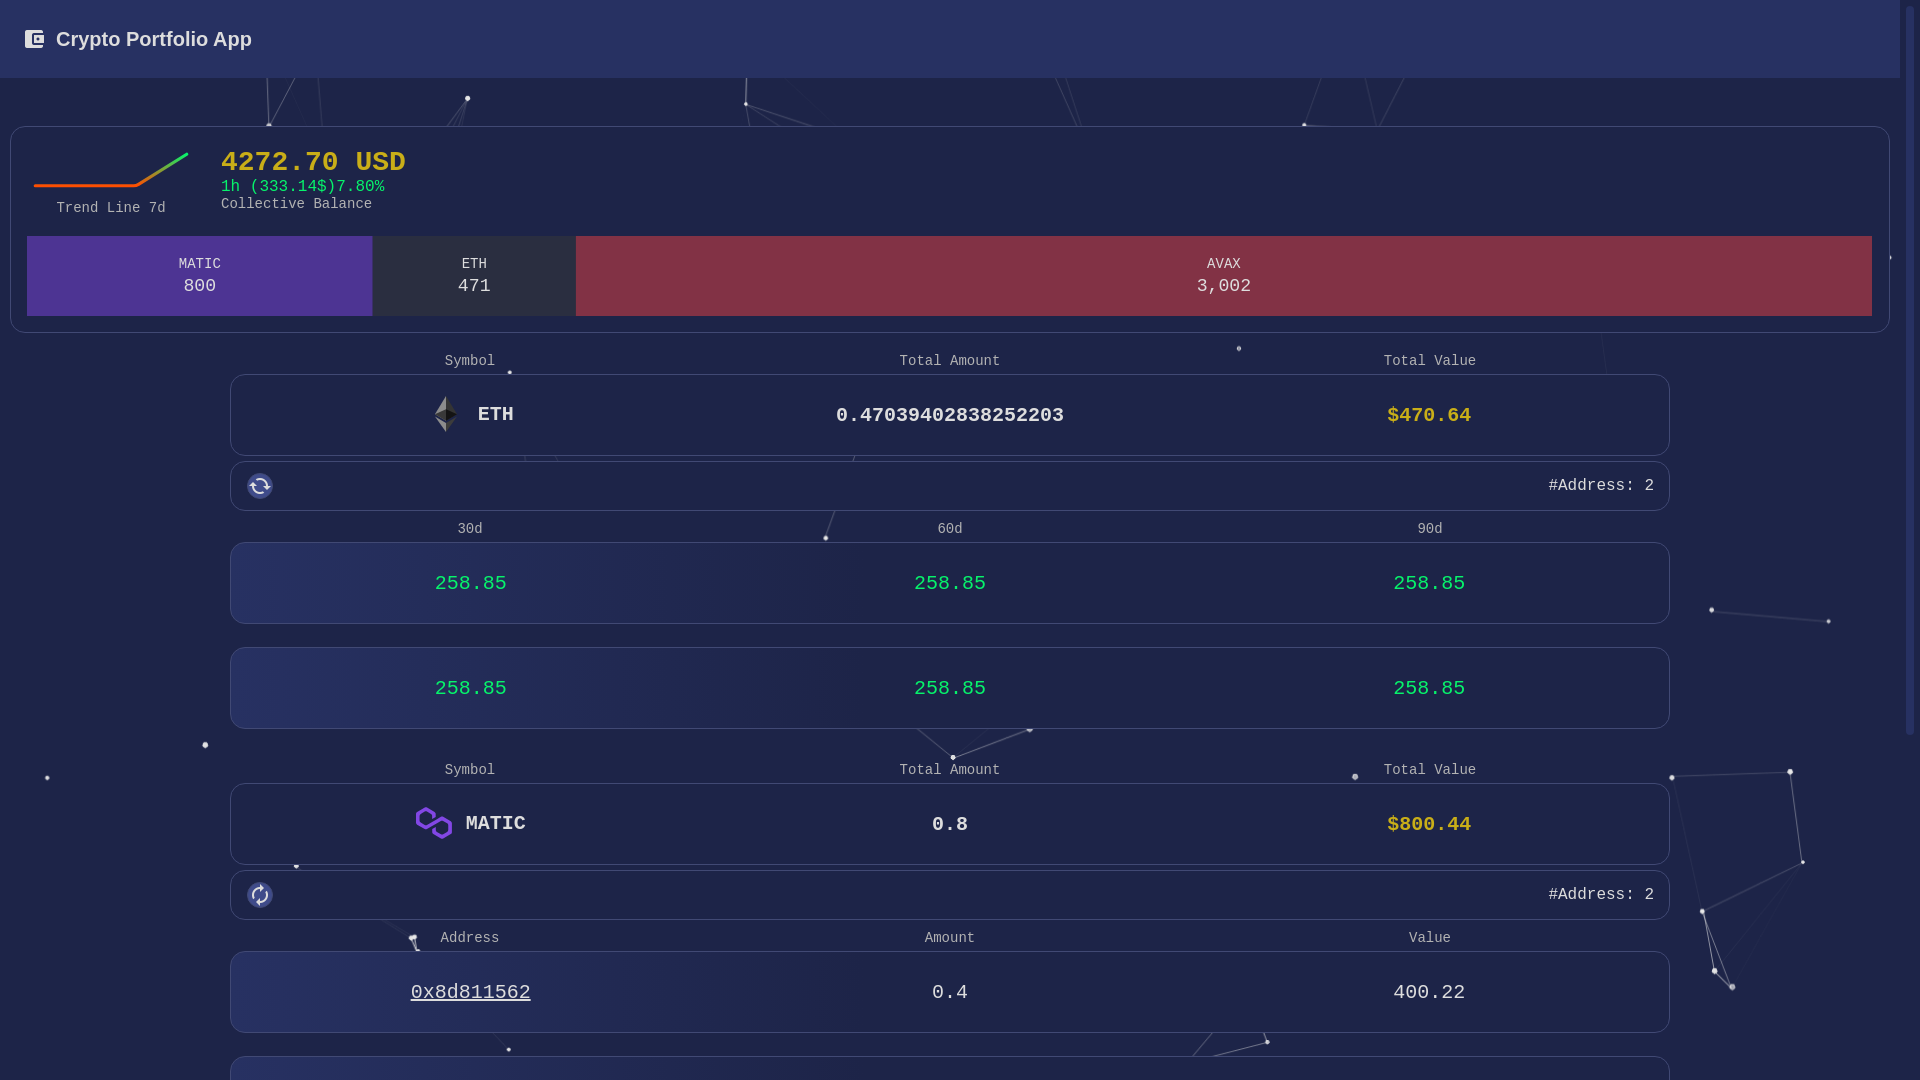 Crypto Portfolio App
4272.70 USD
1h (333.14$)7.80%
Collective Balance
Trend Line 7d
MATIC ETH AVAX
800 471 3,002
Symbol Total Amount Total Value
ETH 0.47039402838252203 $470.64
#Address: 2
30d 60d 90d
258.85 258.85 258.85
258.85 258.85 258.85
Symbol Total Amount Total Value
MATIC 0.8 $800.44
#Address: 2
Address Amount Value
0x8d811562 0.4 400.22